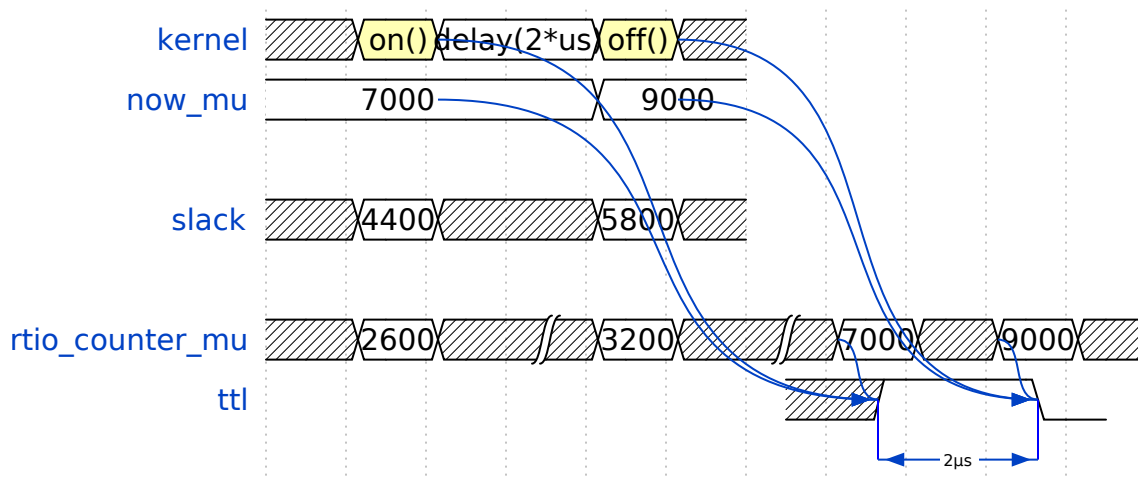 kernel on() delay(2*us) off()
now_mu 7000 9000
slack 4400 5800
rtio_counter_mu 2600 3200 7000 9000
ttl
2µs